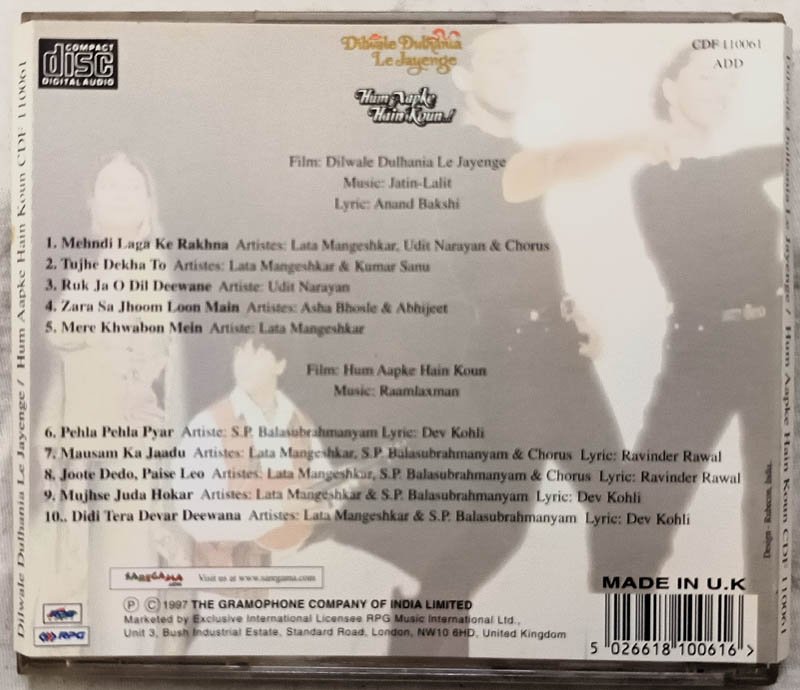 COMPACT
disc
DIGITAL AUDIO
Dilwale Dulhania
Le Jayenge
Hum Aapke
Hain Koun..!
CDF 110061
ADD
Film: Dilwale Dulhania Le Jayenge
Music: Jatin-Lalit
Lyric: Anand Bakshi
1. Mehndi Laga Ke Rakhna Artistes: Lata Mangeshkar, Udit Narayan & Chorus
2. Tujhe Dekha To Artistes: Lata Mangeshkar & Kumar Sanu
3. Ruk Ja O Dil Deewane Artiste: Udit Narayan
4. Zara Sa Jhoom Loon Main Artistes: Asha Bhosle & Abhijeet
5. Mere Khwabon Mein Artiste: Lata Mangeshkar
Film: Hum Aapke Hain Koun
Music: Raamlaxman
6. Pehla Pehla Pyar Artiste: S.P. Balasubrahmanyam Lyric: Dev Kohli
7. Mausam Ka Jaadu Artistes: Lata Mangeshkar, S.P. Balasubrahmanyam & Chorus Lyric: Ravinder Rawal
8. Joote Dedo, Paise Leo Artistes: Lata Mangeshkar, S.P. Balasubrahmanyam & Chorus Lyric: Ravinder Rawal
9. Mujhse Juda Hokar Artistes: Lata Mangeshkar & S.P. Balasubrahmanyam Lyric: Dev Kohli
10.. Didi Tera Devar Deewana Artistes: Lata Mangeshkar & S.P. Balasubrahmanyam Lyric: Dev Kohli
SAREGAMA Visit us at www.saregama.com
RPG
Ⓟ Ⓒ 1997 THE GRAMOPHONE COMPANY OF INDIA LIMITED
Marketed by Exclusive International Licensee RPG Music International Ltd.,
Unit 3, Bush Industrial Estate, Standard Road, London, NW10 6HD, United Kingdom
MADE IN U.K
5 026618 100616 >
Dilwale Dulhania Le Jayenge / Hum Aapke Hain Koun CDF 110061
Dilwale Dulhania Le Jayenge / Hum Aapke Hain Koun CDF 110061